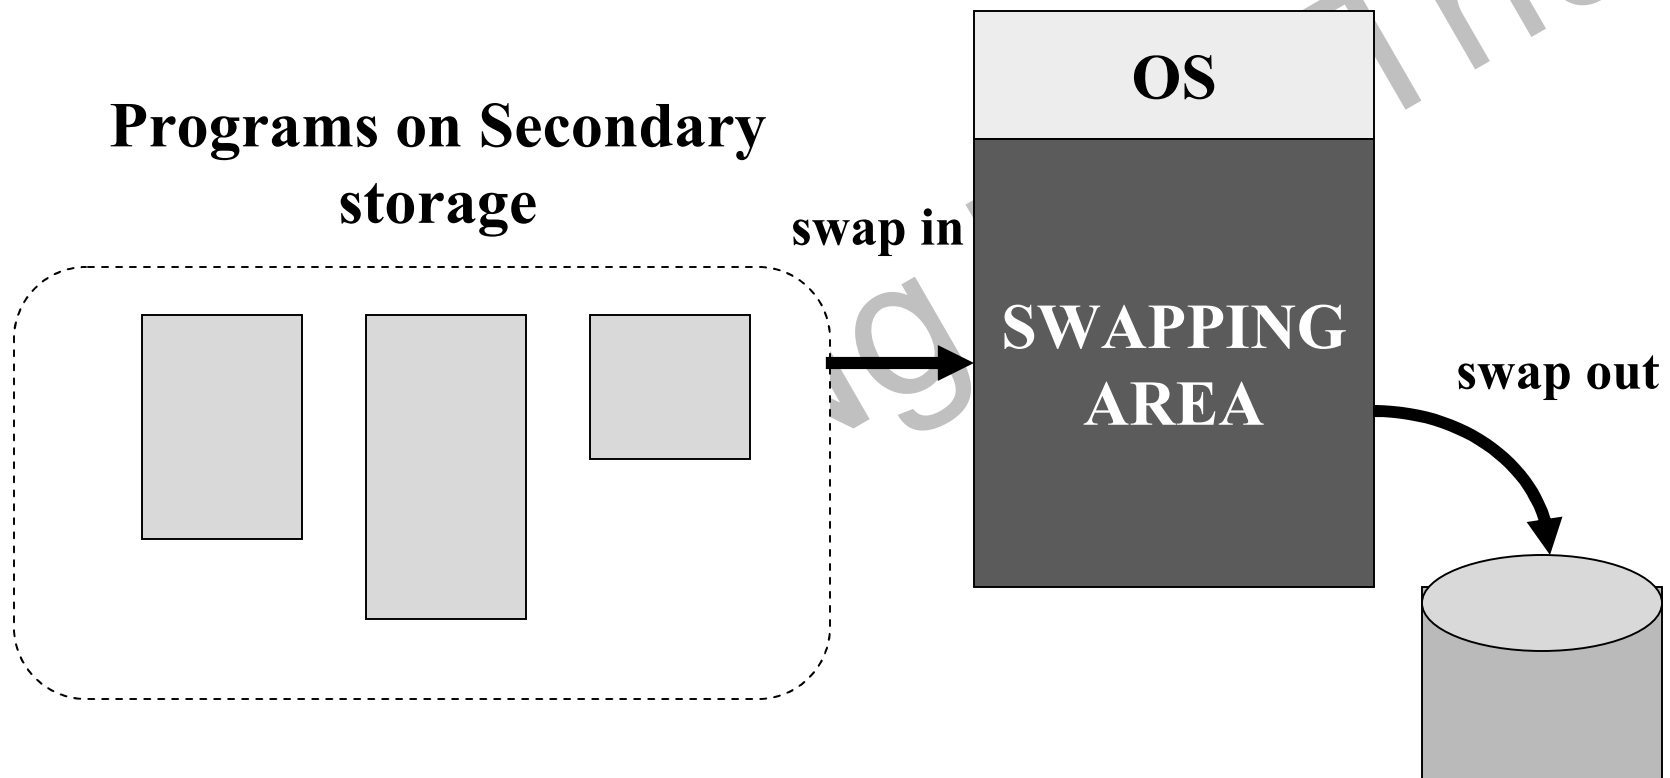 OS
Programs on Secondary
storage
swap in
SWAPPING
AREA
swap out